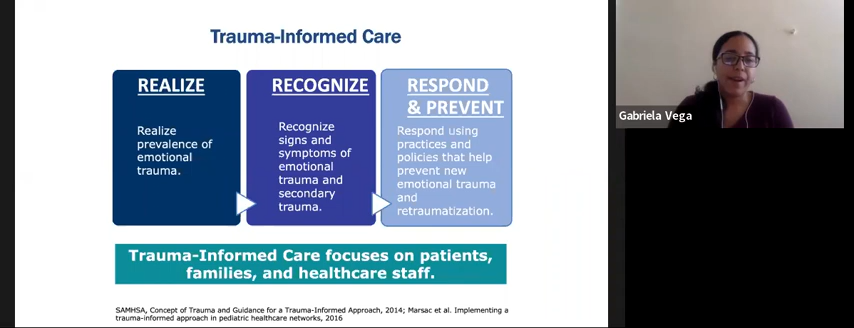 Trauma-Informed Care
REALIZE
Realize
prevalence of
emotional
trauma.
RECOGNIZE
Recognize
signs and
symptoms of
emotional
trauma and
secondary
trauma.
RESPOND
& PREVENT
Respond using
practices and
policies that help
prevent new
emotional trauma
and
retraumatization.
Trauma-Informed Care focuses on patients,
families, and healthcare staff.
SAMHSA, Concept of Trauma and Guidance for a Trauma-Informed Approach, 2014; Marsac et al. Implementing a
trauma-informed approach in pediatric healthcare networks, 2016
Gabriela Vega